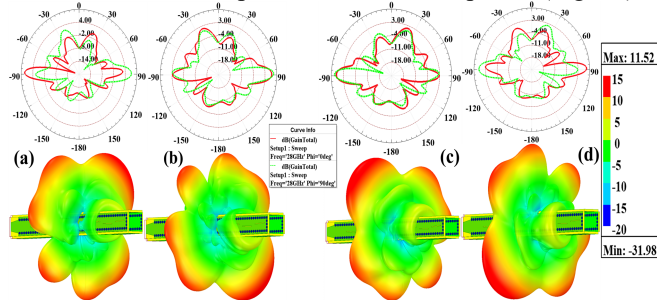 -30 0 30
-60 4.00 60
-2.00
-8.00
-14.00
-90 90
-120 120
-150 150
-180
-30 0 30
-60 4.00 60
-4.00
-11.00
-18.00
-90 90
-120 120
-150 150
-180
-30 0 30
-60 60
-4.00
-11.00
-18.00
-90 90
-120 120
-150 150
-180
-30 0 30
-60 60
-4.00
-11.00
-18.00
-90 90
-120 120
-150 150
-180
(a)
(b)
(c)
(d)
Curve Info
dB(GainTotal)
Setup1 : Sweep
Freq='28GHz' Phi='0deg'
dB(GainTotal)
Setup1 : Sweep
Freq='28GHz' Phi='90deg'
Max: 11.52
15
10
5
0
-5
-10
-15
-20
Min: -31.98